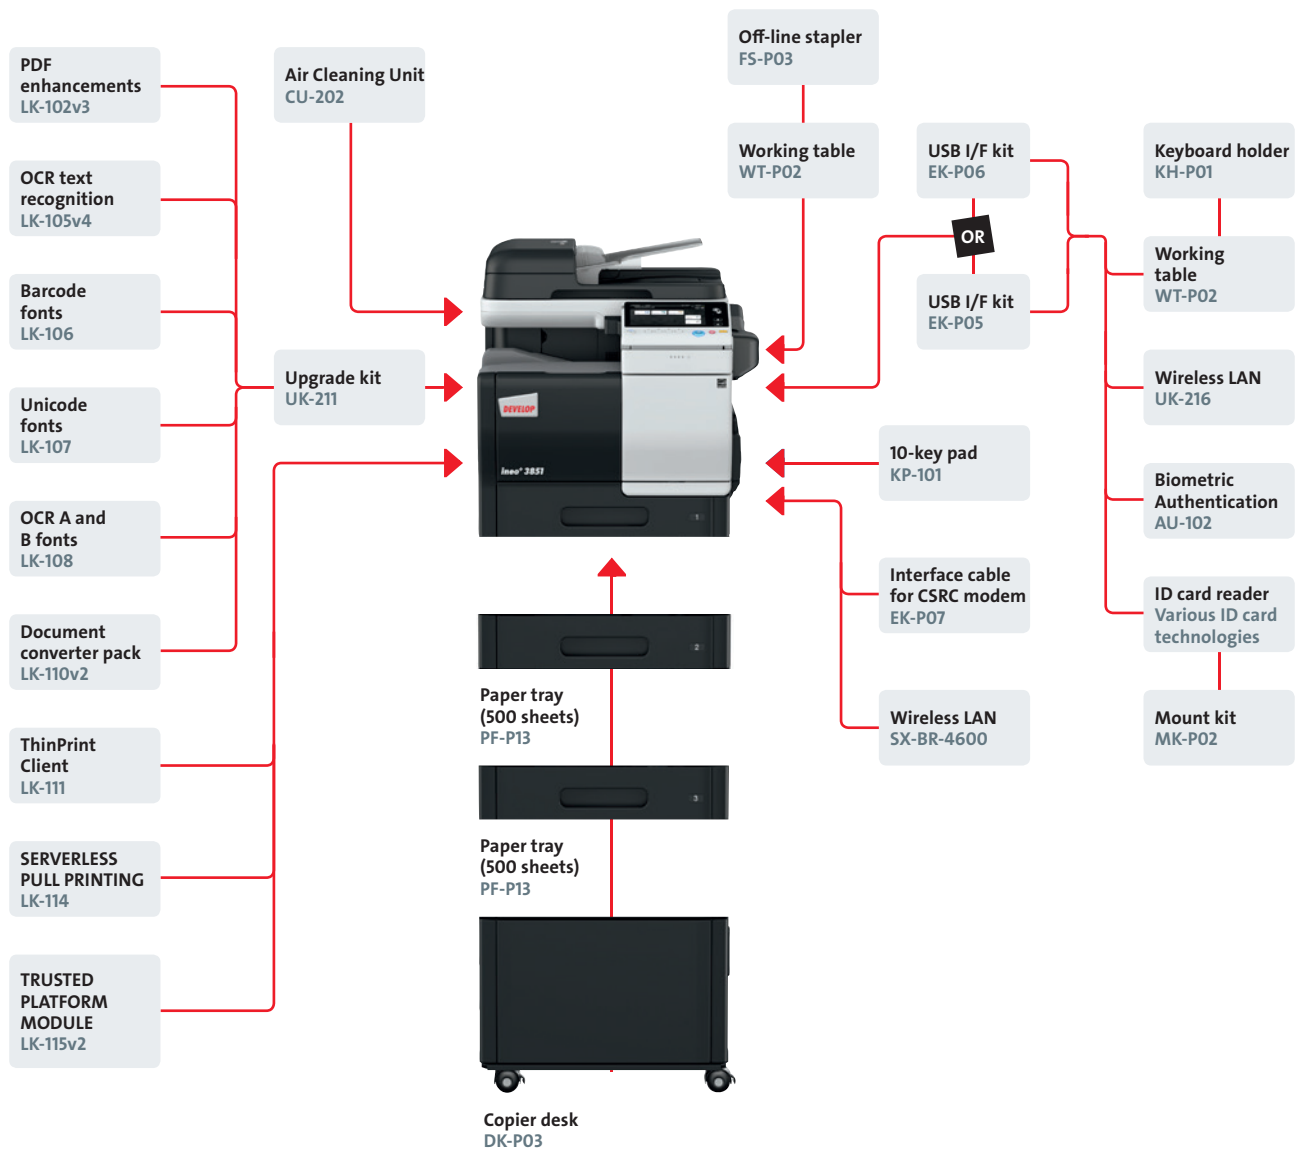 PDF
enhancements
LK-102v3
OCR text
recognition
LK-105v4
Barcode
fonts
LK-106
Unicode
fonts
LK-107
OCR A and
B fonts
LK-108
Document
converter pack
LK-110v2
ThinPrint
Client
LK-111
SERVERLESS
PULL PRINTING
LK-114
TRUSTED
PLATFORM
MODULE
LK-115v2
Air Cleaning Unit
CU-202
Upgrade kit
UK-211
DEVELOP
ineo+ 3851
1
2
Paper tray
(500 sheets)
PF-P13
3
Paper tray
(500 sheets)
PF-P13
Copier desk
DK-P03
Off-line stapler
FS-P03
Working table
WT-P02
USB I/F kit
EK-P06
OR
USB I/F kit
EK-P05
10-key pad
KP-101
Interface cable
for CSRC modem
EK-P07
Wireless LAN
SX-BR-4600
Keyboard holder
KH-P01
Working
table
WT-P02
Wireless LAN
UK-216
Biometric
Authentication
AU-102
ID card reader
Various ID card
technologies
Mount kit
MK-P02